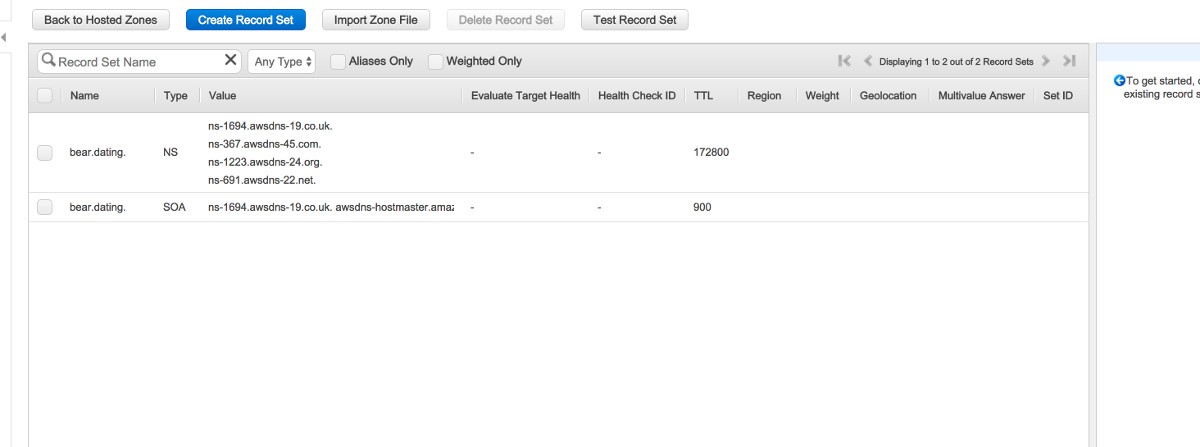 Back to Hosted Zones Create Record Set Import Zone File Delete Record Set Test Record Set
Record Set Name Any Type Aliases Only Weighted Only Displaying 1 to 2 out of 2 Record Sets
To get started,
existing record
Name Type Value Evaluate Target Health Health Check ID TTL Region Weight Geolocation Multivalue Answer Set ID
ns-1694.awsdns-19.co.uk.
ns-367.awsdns-45.com.
bear.dating. NS - - 172800
ns-1223.awsdns-24.org.
ns-691.awsdns-22.net.
bear.dating. SOA ns-1694.awsdns-19.co.uk. awsdns-hostmaster.amaz - - 900